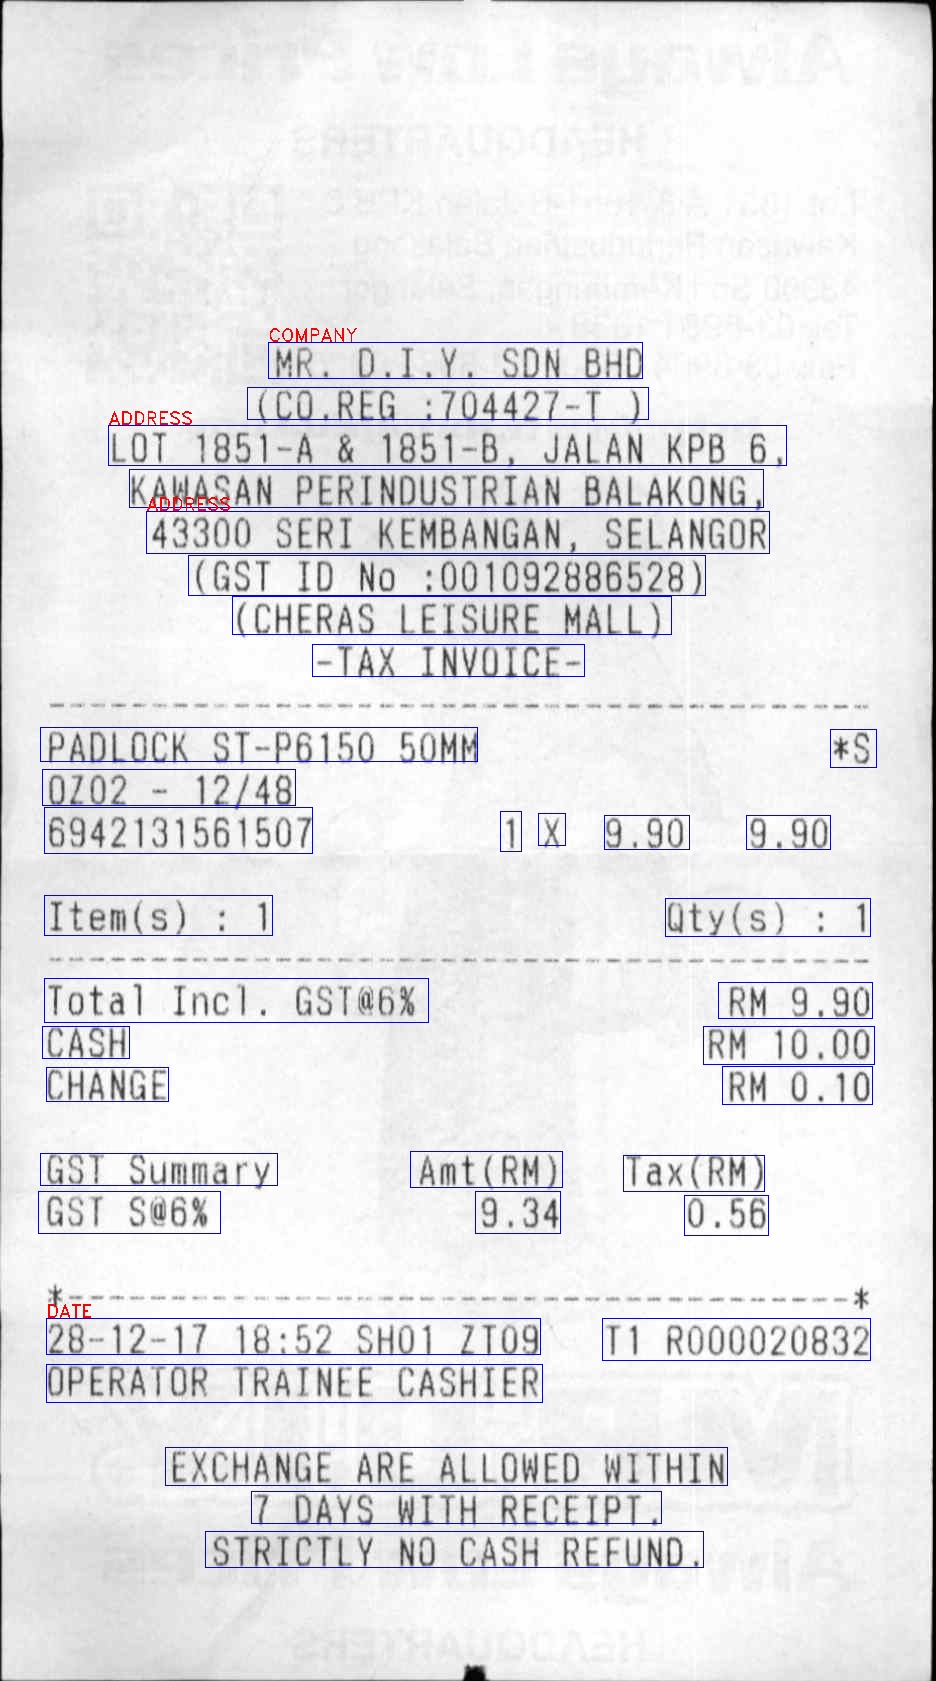 COMPANY
MR. D.I.Y. SDN BHD
(CO.REG :704427-T )
ADDRESS
LOT 1851-A & 1851-B, JALAN KPB 6,
KAWASAN PERINDUSTRIAN BALAKONG,
ADDRESS
43300 SERI KEMBANGAN, SELANGOR
(GST ID No :001092886528)
(CHERAS LEISURE MALL)
-TAX INVOICE-
PADLOCK ST-P6150 50MM *S
OZ02 - 12/48
6942131561507 1 X 9.90 9.90
Item(s) : 1 Qty(s) : 1
Total Incl. GST@6% RM 9.90
CASH RM 10.00
CHANGE RM 0.10
GST Summary Amt(RM) Tax(RM)
GST S@6% 9.34 0.56
*--------------------------------------*
DATE
28-12-17 18:52 SH01 ZT09 T1 R000020832
OPERATOR TRAINEE CASHIER
EXCHANGE ARE ALLOWED WITHIN
7 DAYS WITH RECEIPT.
STRICTLY NO CASH REFUND.